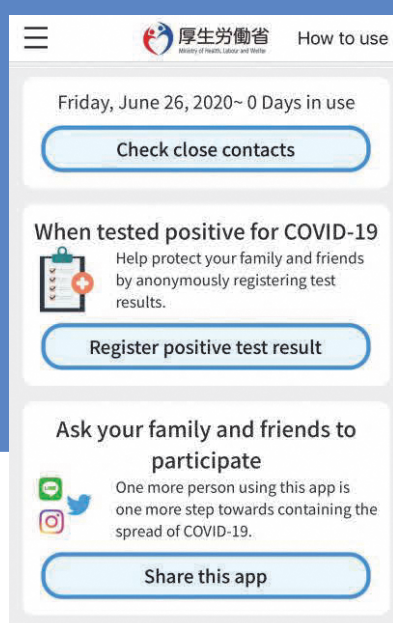 厚生労働省
Ministry of Health, Labour and Welfare
How to use
Friday, June 26, 2020~ 0 Days in use
Check close contacts
When tested positive for COVID-19
Help protect your family and friends
by anonymously registering test
results.
Register positive test result
Ask your family and friends to
participate
LINE
One more person using this app is
one more step towards containing the
spread of COVID-19.
Share this app